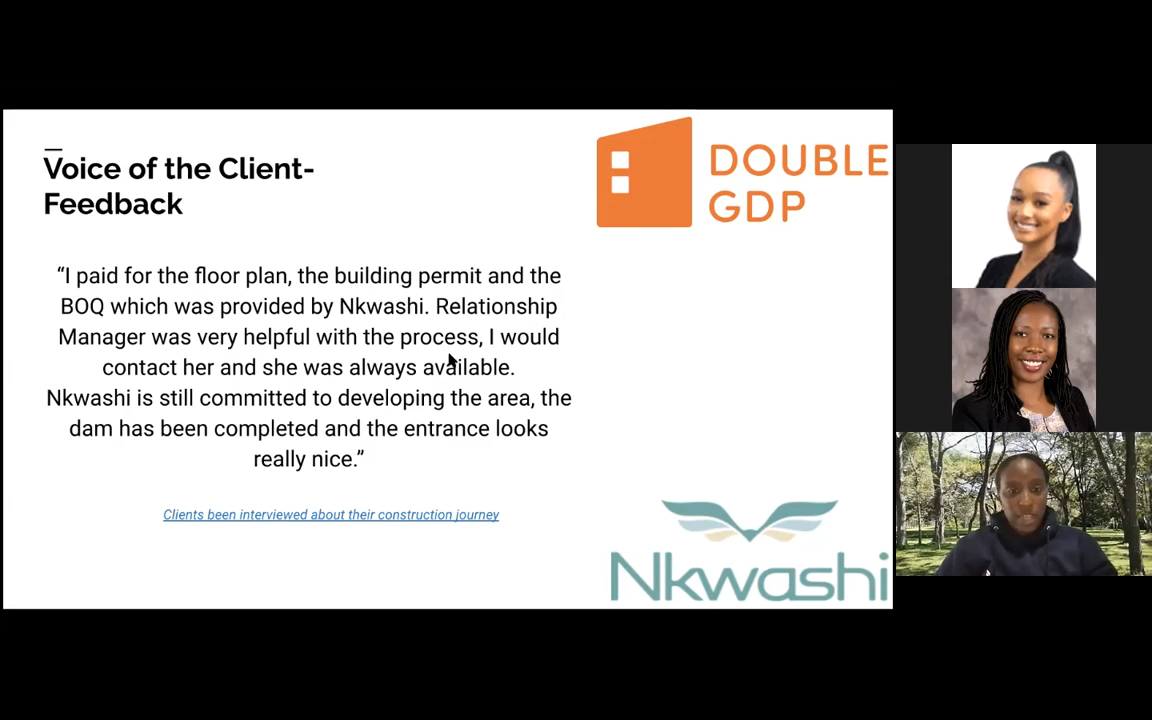 Voice of the Client-
Feedback
DOUBLE
GDP
“I paid for the floor plan, the building permit and the
BOQ which was provided by Nkwashi. Relationship
Manager was very helpful with the process, I would
contact her and she was always available.
Nkwashi is still committed to developing the area, the
dam has been completed and the entrance looks
really nice.”
Clients been interviewed about their construction journey
Nkwashi